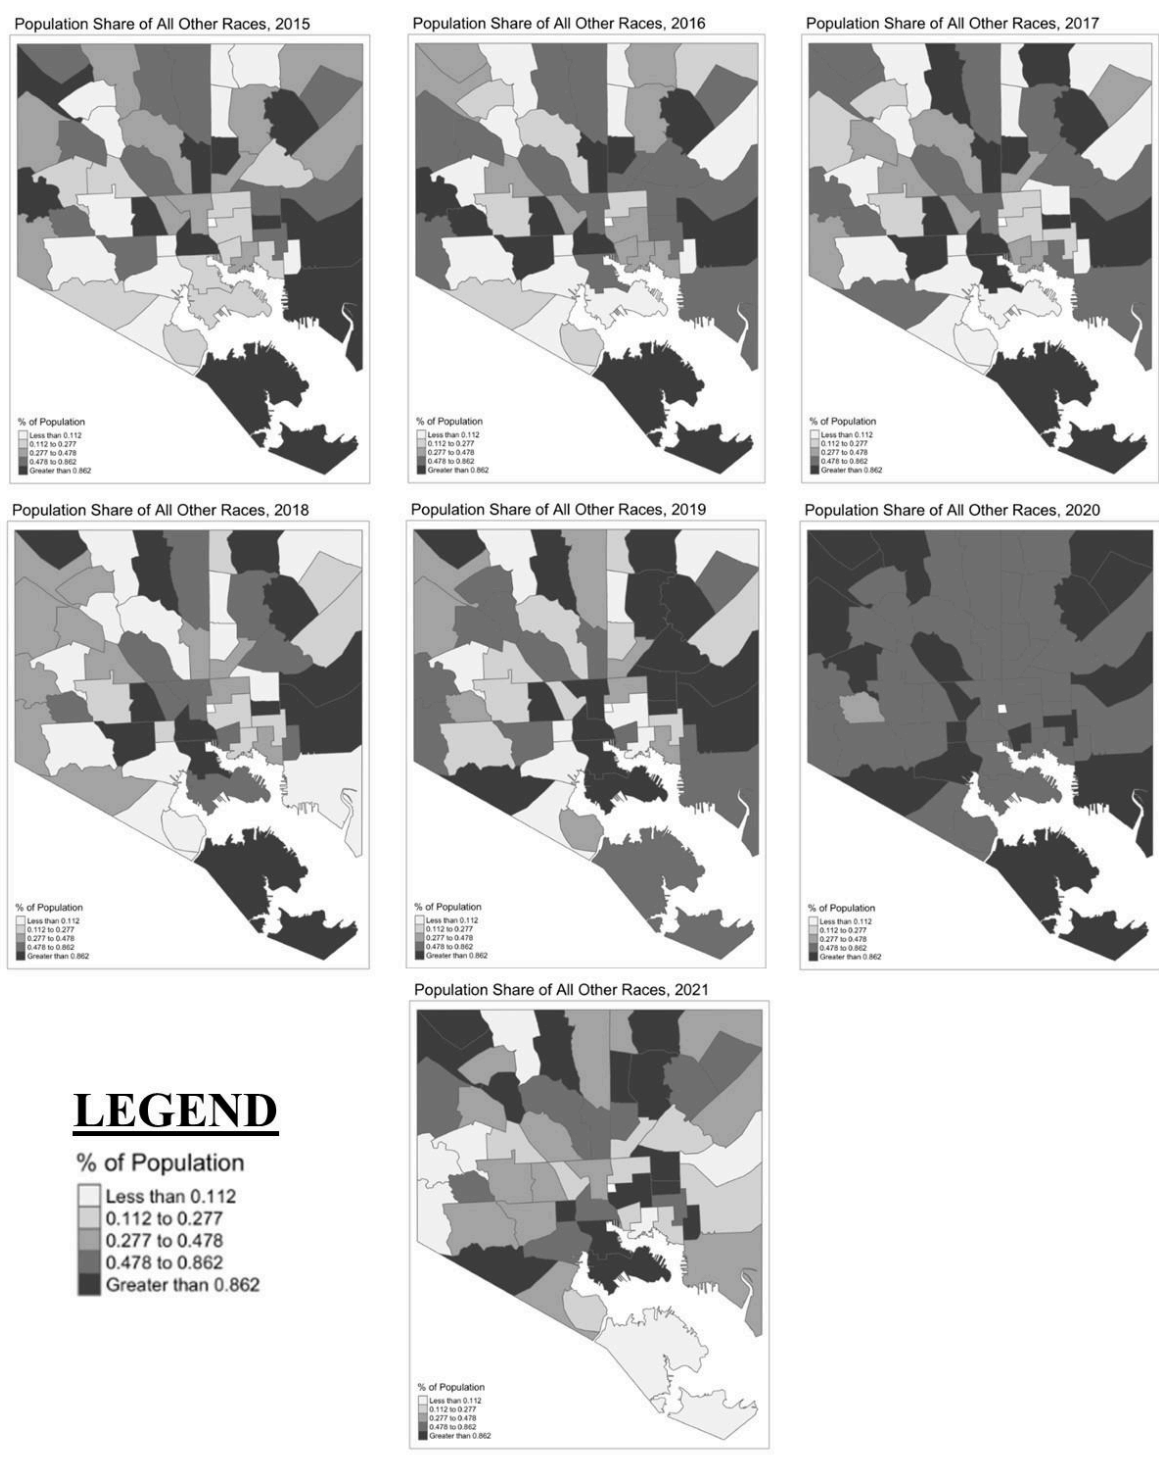 Population Share of All Other Races, 2015
% of Population
Less than 0.112
0.112 to 0.277
0.277 to 0.478
0.478 to 0.862
Greater than 0.862
Population Share of All Other Races, 2016
% of Population
Less than 0.112
0.112 to 0.277
0.277 to 0.478
0.478 to 0.862
Greater than 0.862
Population Share of All Other Races, 2017
% of Population
Less than 0.112
0.112 to 0.277
0.277 to 0.478
0.478 to 0.862
Greater than 0.862
Population Share of All Other Races, 2018
% of Population
Less than 0.112
0.112 to 0.277
0.277 to 0.478
0.478 to 0.862
Greater than 0.862
Population Share of All Other Races, 2019
% of Population
Less than 0.112
0.112 to 0.277
0.277 to 0.478
0.478 to 0.862
Greater than 0.862
Population Share of All Other Races, 2020
% of Population
Less than 0.112
0.112 to 0.277
0.277 to 0.478
0.478 to 0.862
Greater than 0.862
LEGEND
% of Population
Less than 0.112
0.112 to 0.277
0.277 to 0.478
0.478 to 0.862
Greater than 0.862
Population Share of All Other Races, 2021
% of Population
Less than 0.112
0.112 to 0.277
0.277 to 0.478
0.478 to 0.862
Greater than 0.862